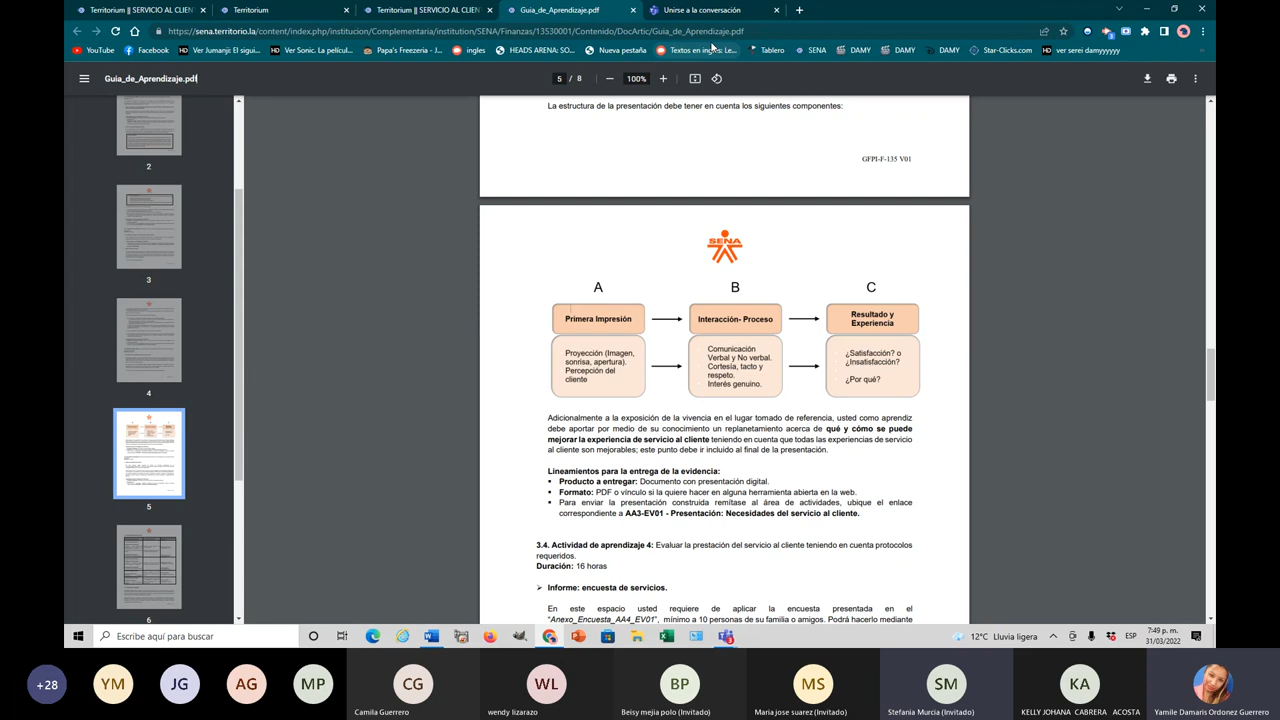 Territorium || SERVICIO AL CLIEN
Territorium
Territorium || SERVICIO AL CLIEN
Guia_de_Aprendizaje.pdf
Unirse a la conversación
https://sena.territorio.la/content/index.php/institucion/Complementaria/institution/SENA/Finanzas/13530001/Contenido/DocArtic/Guia_de_Aprendizaje.pdf
YouTube
Facebook
Ver Jumanji: El sigui...
Ver Sonic. La pelícu...
Papa's Freezeria - J...
ingles
HEADS ARENA: SO...
Nueva pestaña
Textos en inglés: Le...
Tablero
SENA
DAMY
DAMY
DAMY
Star-Clicks.com
ver serei damyyyyy
Guia_de_Aprendizaje.pdf
5 / 8
100%
La estructura de la presentación debe tener en cuenta los siguientes componentes:
GFPI-F-135 V01
2
3
4
5
6
SENA
A
B
C
Primera Impresión
Interacción- Proceso
Resultado y
Experiencia
Proyección (Imagen,
sonrisa, apertura).
Percepción del
cliente
Comunicación
Verbal y No verbal.
Cortesía, tacto y
respeto.
Interés genuino.
¿Satisfacción? o
¿Insatisfacción?
¿Por qué?
Adicionalmente a la exposición de la vivencia en el lugar tomado de referencia, usted como aprendiz
debe aportar por medio de su conocimiento un replanetamiento acerca de qué y cómo se puede
mejorar la experiencia de servicio al cliente teniendo en cuenta que todas las experiencias de servicio
al cliente son mejorables; este punto debe ir incluido al final de la presentación.
Lineamientos para la entrega de la evidencia:
▪ Producto a entregar: Documento con presentación digital.
▪ Formato: PDF o vínculo si la quiere hacer en alguna herramienta abierta en la web.
▪ Para enviar la presentación construida remítase al área de actividades, ubique el enlace
correspondiente a AA3-EV01 - Presentación: Necesidades del servicio al cliente.
3.4. Actividad de aprendizaje 4: Evaluar la prestación del servicio al cliente teniendo en cuenta protocolos
requeridos.
Duración: 16 horas
➢ Informe: encuesta de servicios.
En este espacio usted requiere de aplicar la encuesta presentada en el
"Anexo_Encuesta_AA4_EV01", mínimo a 10 personas de su familia o amigos. Podrá hacerlo mediante
Escribe aquí para buscar
12°C Lluvia ligera
ESP
7:49 p. m.
31/03/2022
+28
YM
JG
AG
MP
CG
Camila Guerrero
WL
wendy lizarazo
BP
Beisy mejia polo (Invitado)
MS
Maria jose suarez (Invitado)
SM
Stefania Murcia (Invitado)
KA
KELLY JOHANA CABRERA ACOSTA
Yamile Damaris Ordonez Guerrero